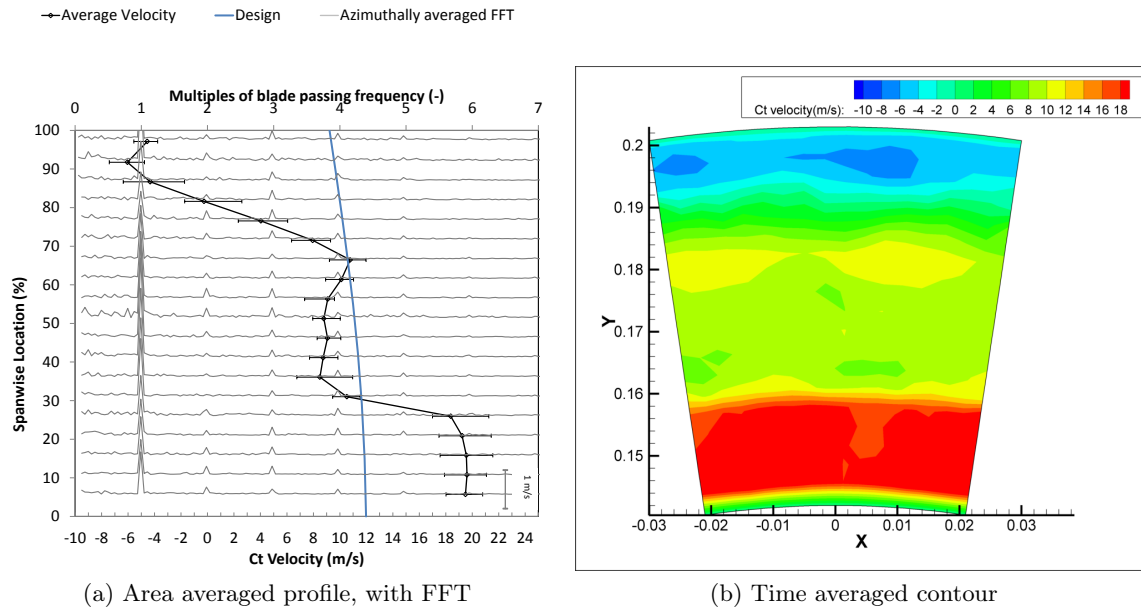 Average Velocity Design Azimuthally averaged FFT
Multiples of blade passing frequency (-)
0 1 2 3 4 5 6 7
100
90
80
70
60
50
40
30
20
10
0
Spanwise Location (%)
1 m/s
-10 -8 -6 -4 -2 0 2 4 6 8 10 12 14 16 18 20 22 24
Ct Velocity (m/s)
(a) Area averaged profile, with FFT
Ct velocity(m/s): -10 -8 -6 -4 -2 0 2 4 6 8 10 12 14 16 18
0.2
0.19
0.18
0.17
0.16
0.15
Y
-0.03 -0.02 -0.01 0 0.01 0.02 0.03
X
(b) Time averaged contour